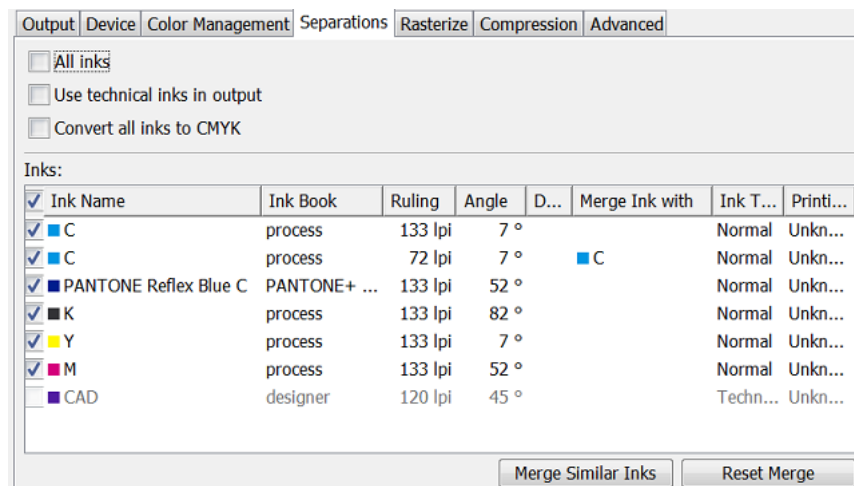 Output Device Color Management Separations Rasterize Compression Advanced
All inks
Use technical inks in output
Convert all inks to CMYK
Inks:
Ink Name Ink Book Ruling Angle D... Merge Ink with Ink T... Printi...
C process 133 lpi 7 ° Normal Unkn...
C process 72 lpi 7 ° C Normal Unkn...
PANTONE Reflex Blue C PANTONE+ ... 133 lpi 52 ° Normal Unkn...
K process 133 lpi 82 ° Normal Unkn...
Y process 133 lpi 7 ° Normal Unkn...
M process 133 lpi 52 ° Normal Unkn...
CAD designer 120 lpi 45 ° Techn... Unkn...
Merge Similar Inks Reset Merge